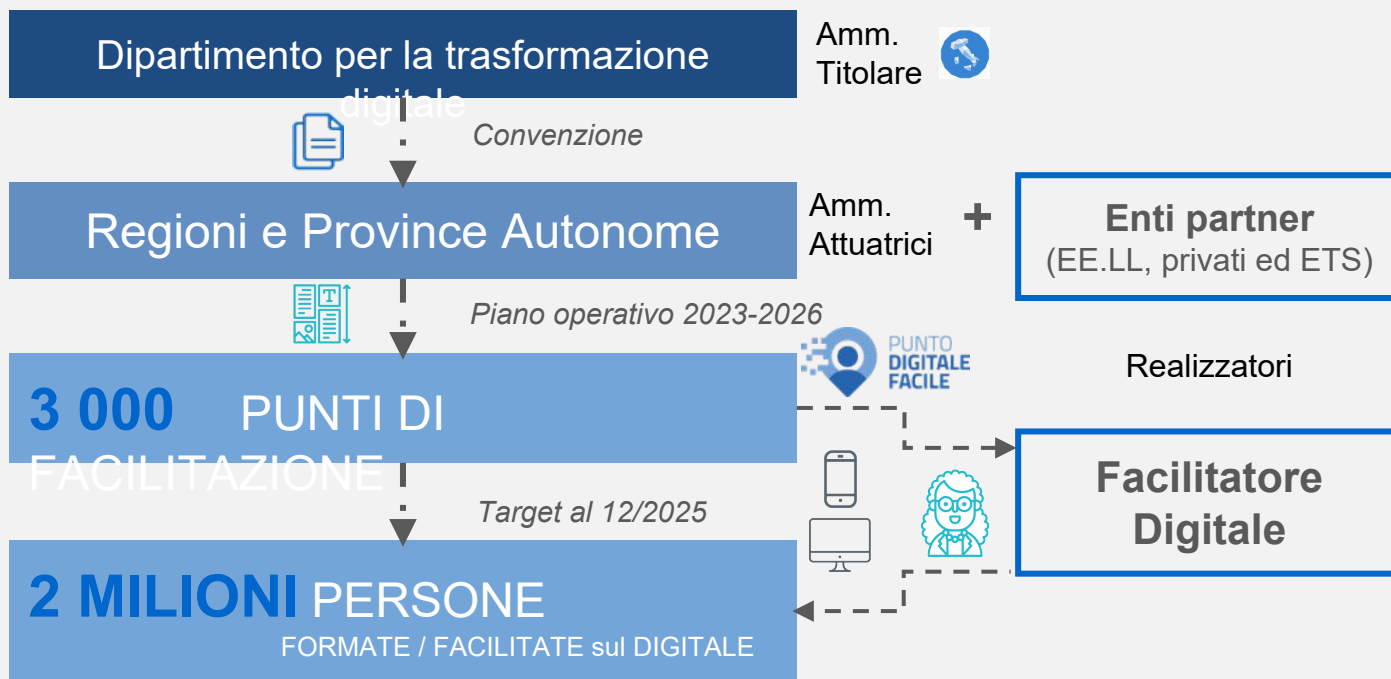 Dipartimento per la trasformazione
digitale
Amm.
Titolare
Convenzione
Regioni e Province Autonome
Amm.
Attuatrici
+
Enti partner
(EE.LL, privati ed ETS)
Piano operativo 2023-2026
PUNTO
DIGITALE
FACILE
Realizzatori
3 000 PUNTI DI
FACILITAZIONE
Facilitatore
Digitale
Target al 12/2025
2 MILIONI PERSONE
FORMATE / FACILITATE sul DIGITALE